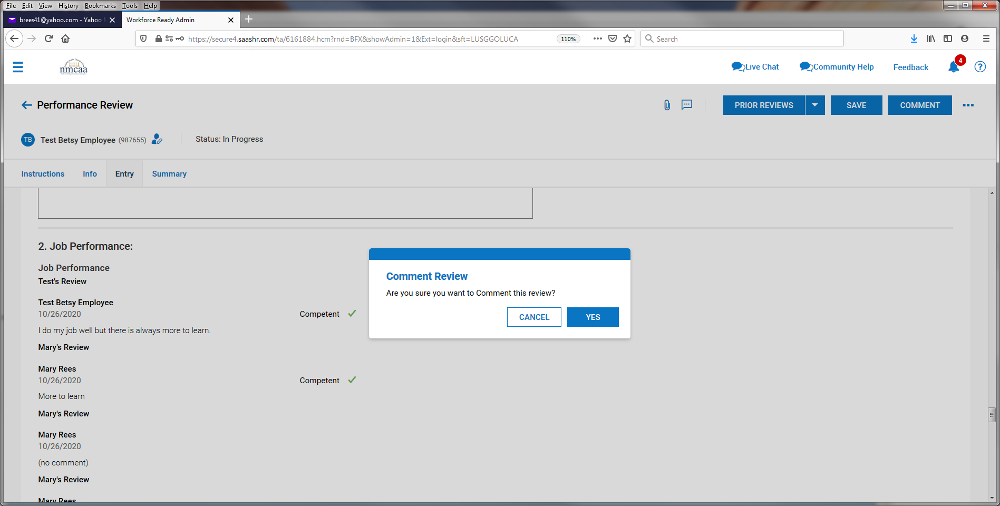 File Edit View History Bookmarks Tools Help
brees41@yahoo.com - Yahoo Workforce Ready Admin
https://secure4.saashr.com/ta/6161884.hcm?rnd=BFX&showAdmin=1&Ext=login&sft=LUSGGOLUCA 110% Search
nmcaa Live Chat Community Help Feedback 4
Performance Review PRIOR REVIEWS SAVE COMMENT
TB Test Betsy Employee (987655) Status: In Progress
Instructions Info Entry Summary
2. Job Performance:
Job Performance
Test's Review
Test Betsy Employee
10/26/2020 Competent
I do my job well but there is always more to learn.
Mary's Review
Mary Rees
10/26/2020 Competent
More to learn
Mary's Review
Mary Rees
10/26/2020
(no comment)
Mary's Review
Mary Rees
Comment Review
Are you sure you want to Comment this review?
CANCEL YES